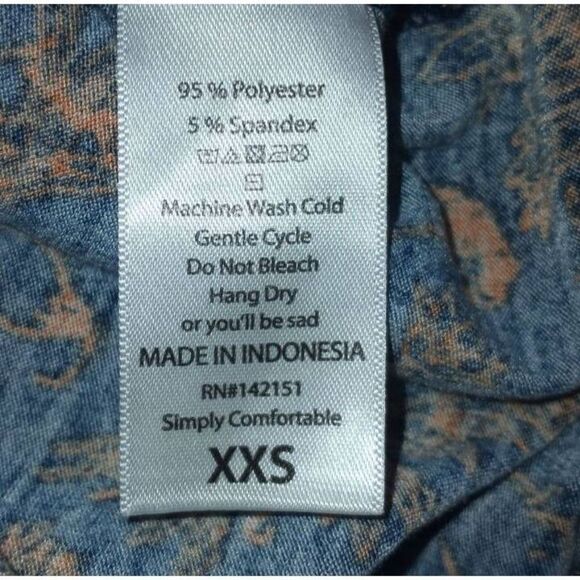 95 % Polyester
5 % Spandex
Machine Wash Cold
Gentle Cycle
Do Not Bleach
Hang Dry
or you'll be sad
MADE IN INDONESIA
RN#142151
Simply Comfortable
XXS